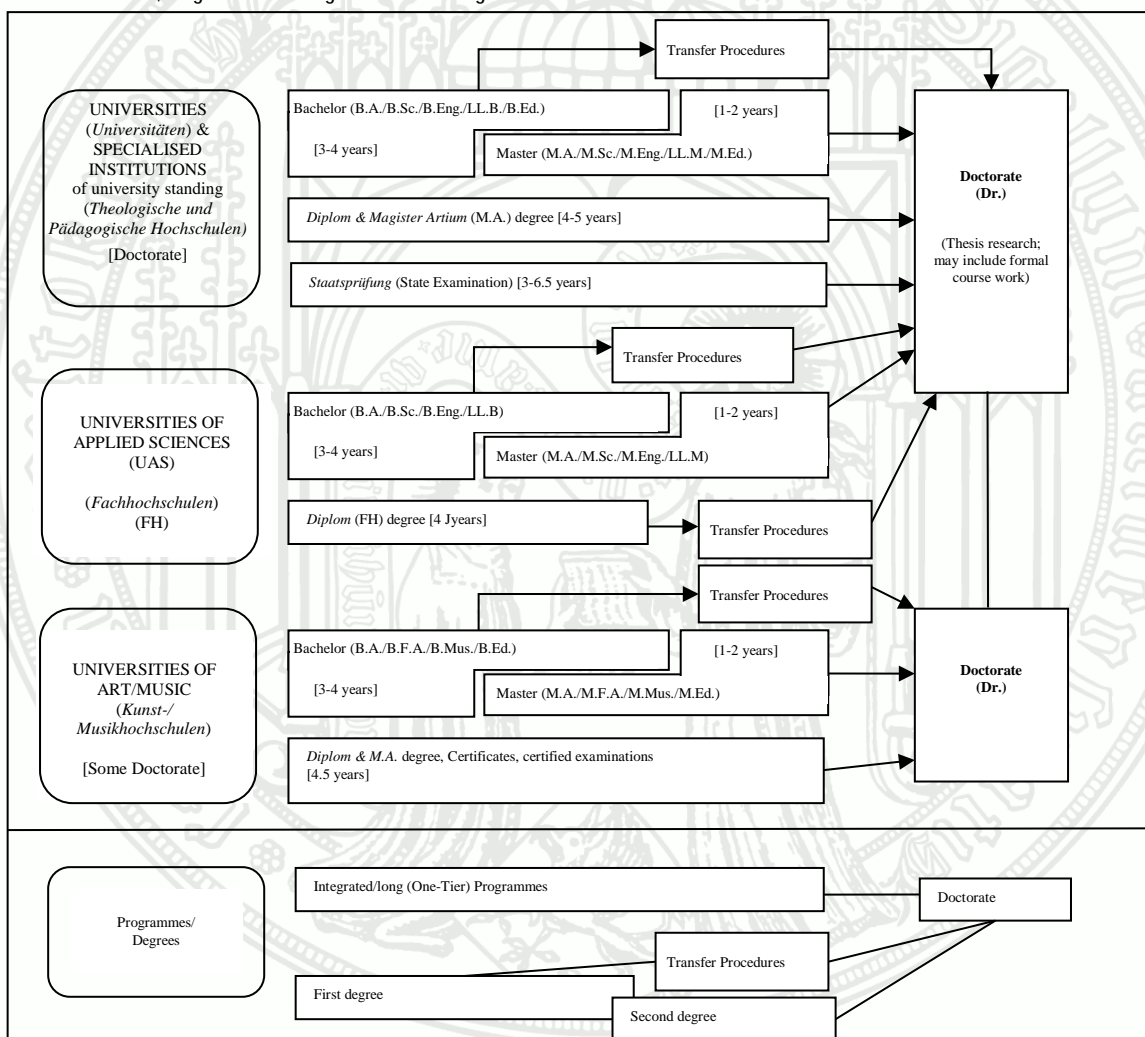 Transfer Procedures
UNIVERSITIES
(Universitäten) &
SPECIALISED
INSTITUTIONS
of university standing
(Theologische und
Pädagogische Hochschulen)
[Doctorate]
Bachelor (B.A./B.Sc./B.Eng./LL.B./B.Ed.)
[3-4 years]
[1-2 years]
Master (M.A./M.Sc./M.Eng./LL.M./M.Ed.)
Diplom & Magister Artium (M.A.) degree [4-5 years]
Staatsprüfung (State Examination) [3-6.5 years]
Doctorate
(Dr.)
(Thesis research;
may include formal
course work)
Transfer Procedures
UNIVERSITIES OF
APPLIED SCIENCES
(UAS)
(Fachhochschulen)
(FH)
Bachelor (B.A./B.Sc./B.Eng./LL.B)
[3-4 years]
[1-2 years]
Master (M.A./M.Sc./M.Eng./LL.M)
Diplom (FH) degree [4 Jyears]
Transfer Procedures
Transfer Procedures
UNIVERSITIES OF
ART/MUSIC
(Kunst-/
Musikhochschulen)
[Some Doctorate]
Bachelor (B.A./B.F.A./B.Mus./B.Ed.)
[3-4 years]
[1-2 years]
Master (M.A./M.F.A./M.Mus./M.Ed.)
Diplom & M.A. degree, Certificates, certified examinations
[4.5 years]
Doctorate
(Dr.)
Programmes/
Degrees
Integrated/long (One-Tier) Programmes
Doctorate
Transfer Procedures
First degree
Second degree